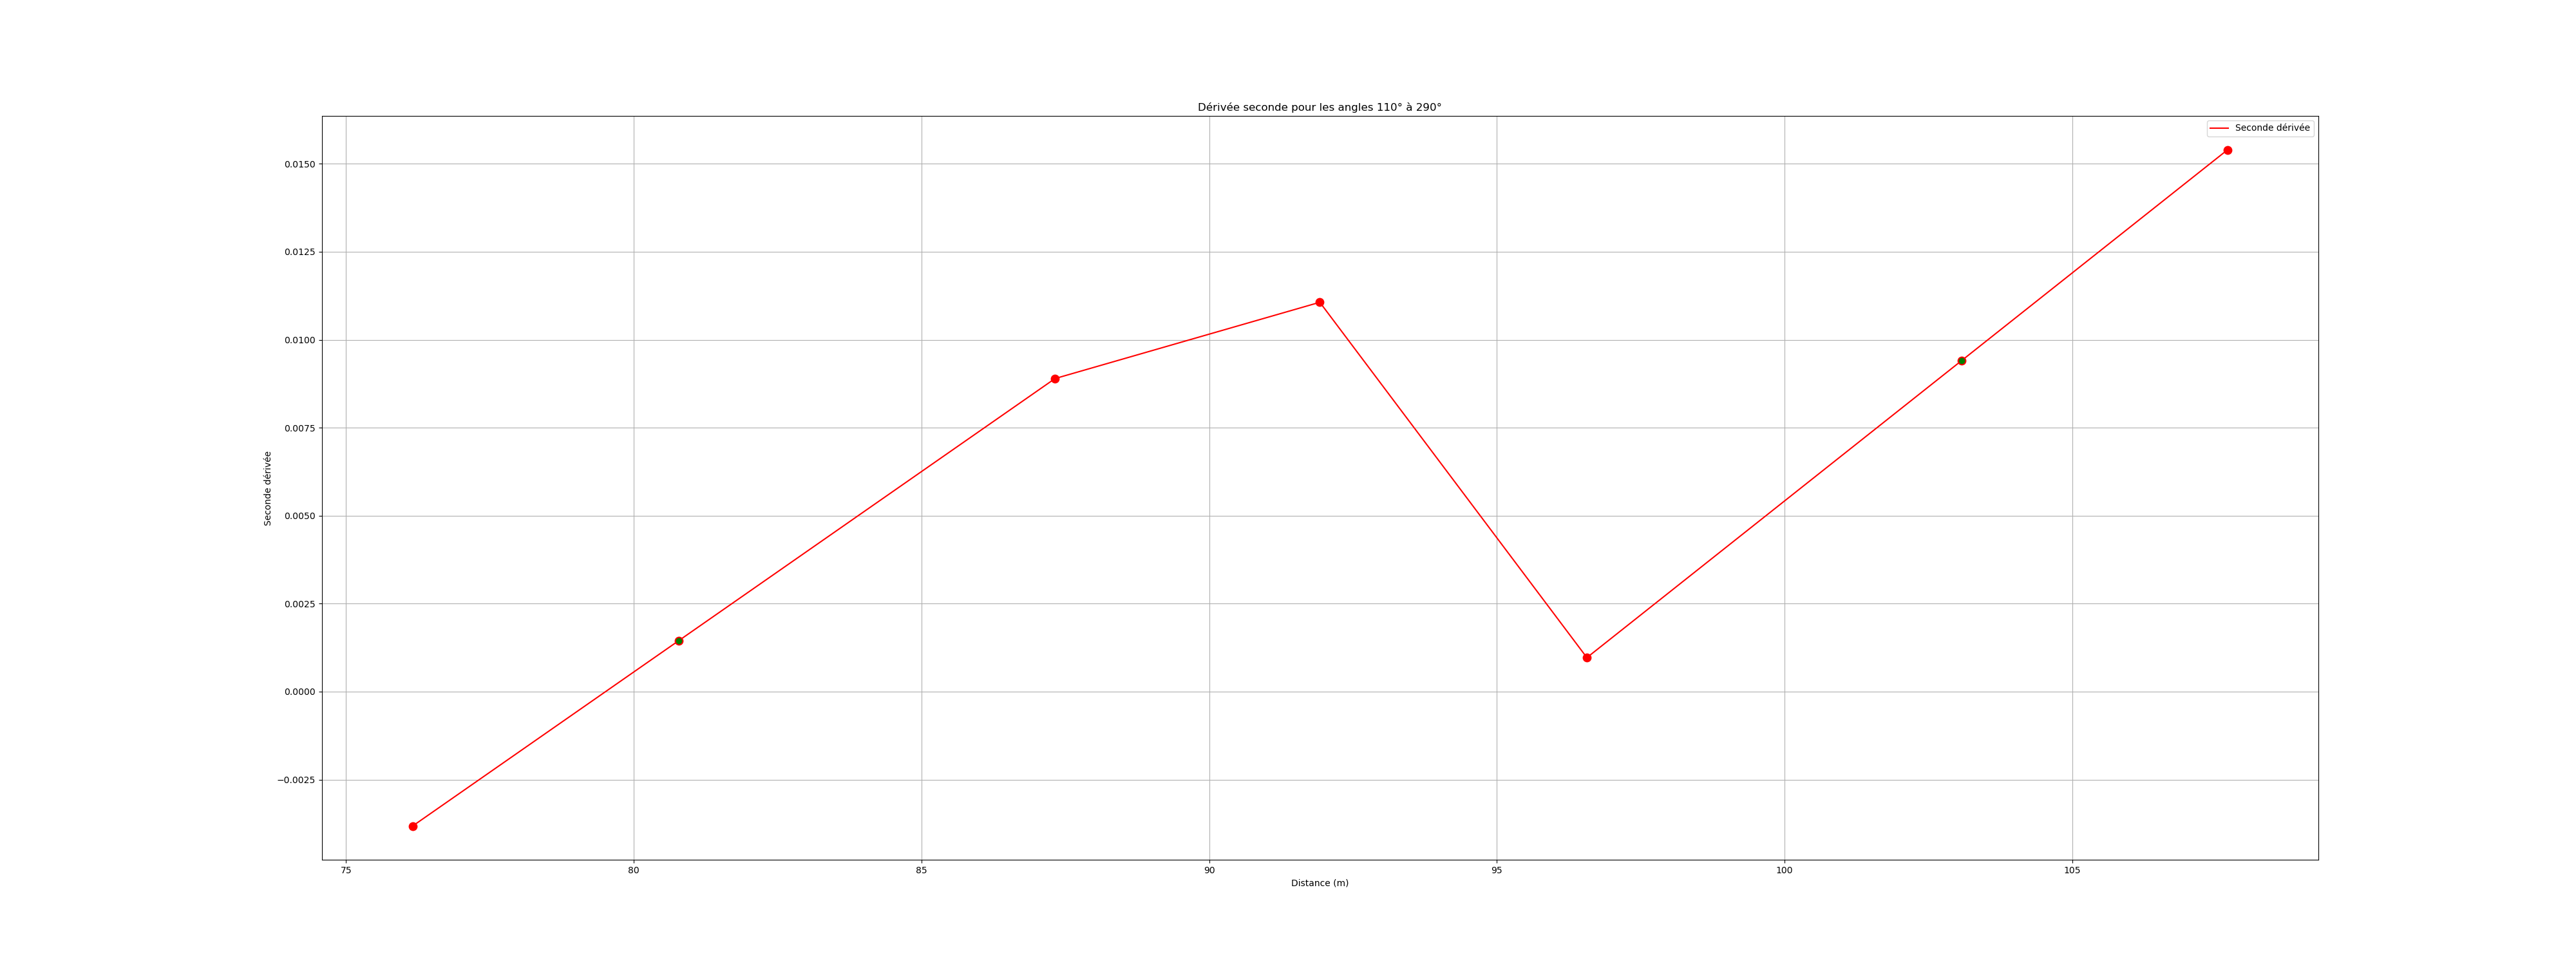 Dérivée seconde pour les angles 110° à 290°
Seconde dérivée
0.0150
0.0125
0.0100
0.0075
0.0050
0.0025
0.0000
−0.0025
Seconde dérivée
75 80 85 90 95 100 105
Distance (m)